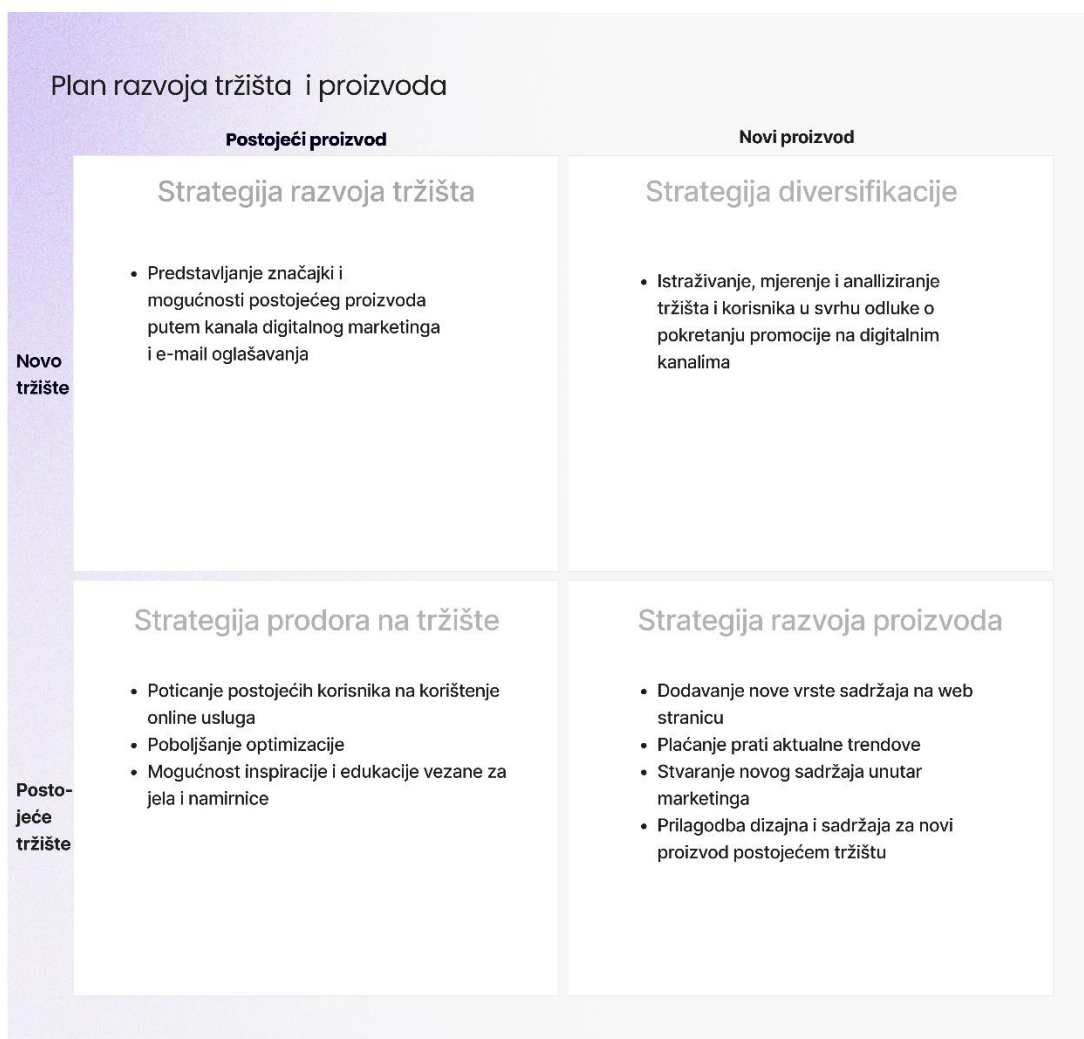 Plan razvoja tržišta i proizvoda
Postojeći proizvod
Novi proizvod
Novo
tržište
Strategija razvoja tržišta
• Predstavljanje značajki i
mogućnosti postojećeg proizvoda
putem kanala digitalnog marketinga
i e-mail oglašavanja
Strategija diversifikacije
• Istraživanje, mjerenje i analliziranje
tržišta i korisnika u svrhu odluke o
pokretanju promocije na digitalnim
kanalima
Posto-
jeće
tržište
Strategija prodora na tržište
• Poticanje postojećih korisnika na korištenje
online usluga
• Poboljšanje optimizacije
• Mogućnost inspiracije i edukacije vezane za
jela i namirnice
Strategija razvoja proizvoda
• Dodavanje nove vrste sadržaja na web
stranicu
• Plaćanje prati aktualne trendove
• Stvaranje novog sadržaja unutar
marketinga
• Prilagodba dizajna i sadržaja za novi
proizvod postojećem tržištu